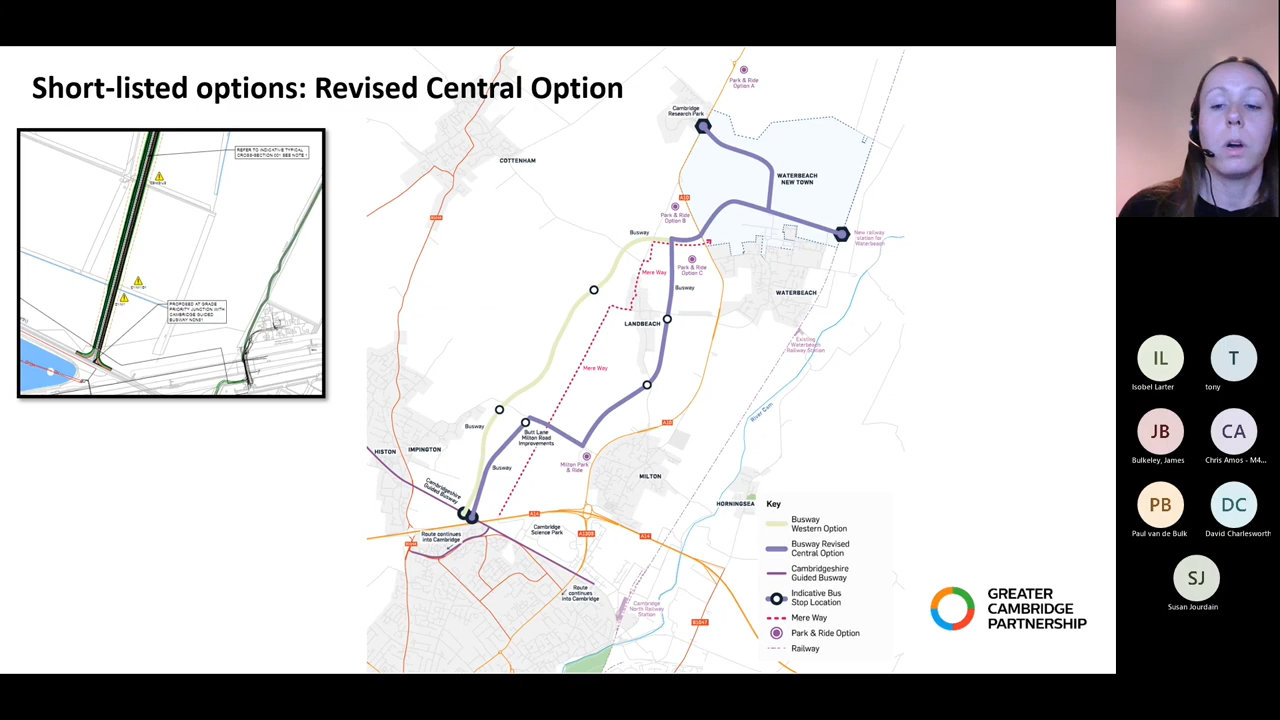 Short-listed options: Revised Central Option
REFER TO INDICATIVE TYPICAL
CROSS-SECTION 001 SEE NOTE 1
PROPOSED AT GRADE
PRIORITY JUNCTION WITH
CAMBRIDGE GUIDED
Park & Ride
Option A
Cambridge
Research Park
COTTENHAM
WATERBEACH
NEW TOWN
A10
Park & Ride
Option B
Busway
New railway
station for
Waterbeach
Mere Way
Park & Ride
Option C
Busway
WATERBEACH
LANDBEACH
Existing
Waterbeach
Railway Station
Mere Way
River Cam
Busway
Butt Lane
Milton Road
Improvements
A10
HISTON
IMPINGTON
Busway
Milton Park
& Ride
MILTON
Cambridgeshire
Guided Busway
HORNINGSEA
A14
Route continues
into Cambridge
Cambridge
Science Park
A1309
A14
Route
continues
into Cambridge
Cambridge
North Railway
Station
B1047
Key
Busway
Western Option
Busway Revised
Central Option
Cambridgeshire
Guided Busway
Indicative Bus
Stop Location
Mere Way
Park & Ride Option
Railway
GREATER
CAMBRIDGE
PARTNERSHIP
IL
Isobel Larter
T
tony
JB
Bulkeley, James
CA
Chris Amos - M4...
PB
Paul van de Bulk
DC
David Charlesworth
SJ
Susan Jourdain